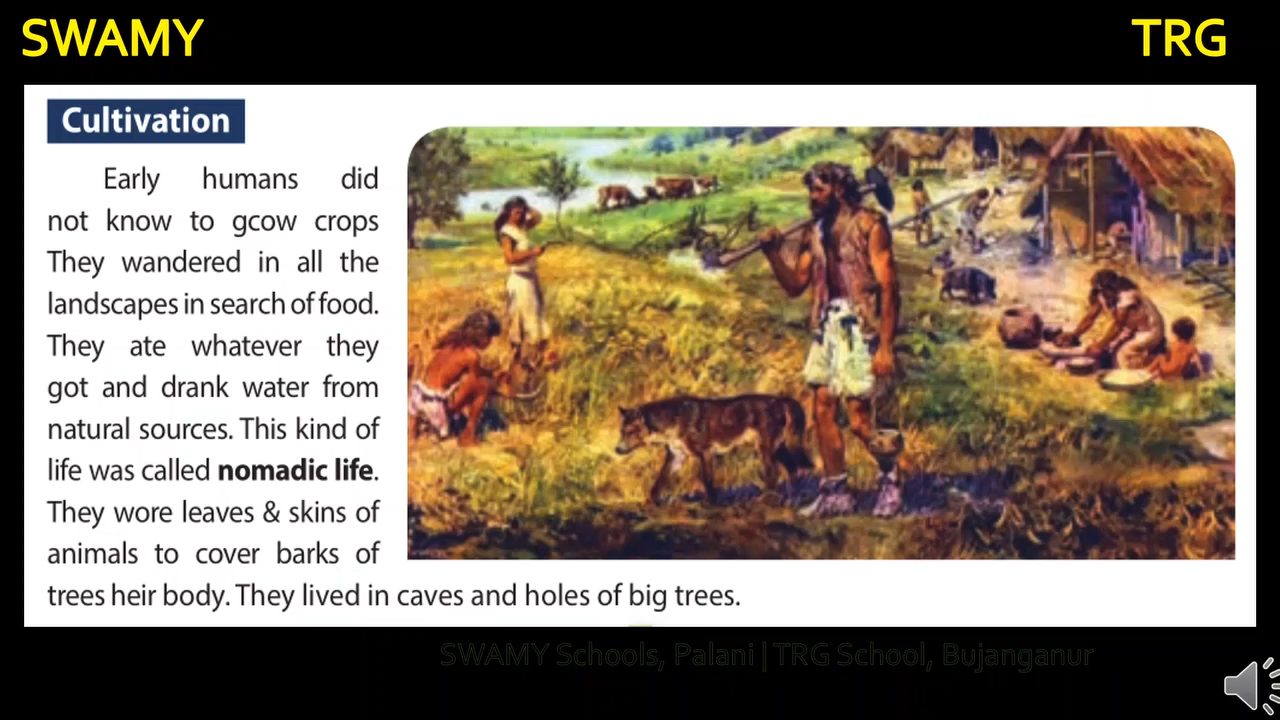 SWAMY
TRG
Cultivation
Early humans did
not know to gcow crops
They wandered in all the
landscapes in search of food.
They ate whatever they
got and drank water from
natural sources. This kind of
life was called nomadic life.
They wore leaves & skins of
animals to cover barks of
trees heir body. They lived in caves and holes of big trees.
SWAMY Schools, Palani | TRG School, Bujanganur